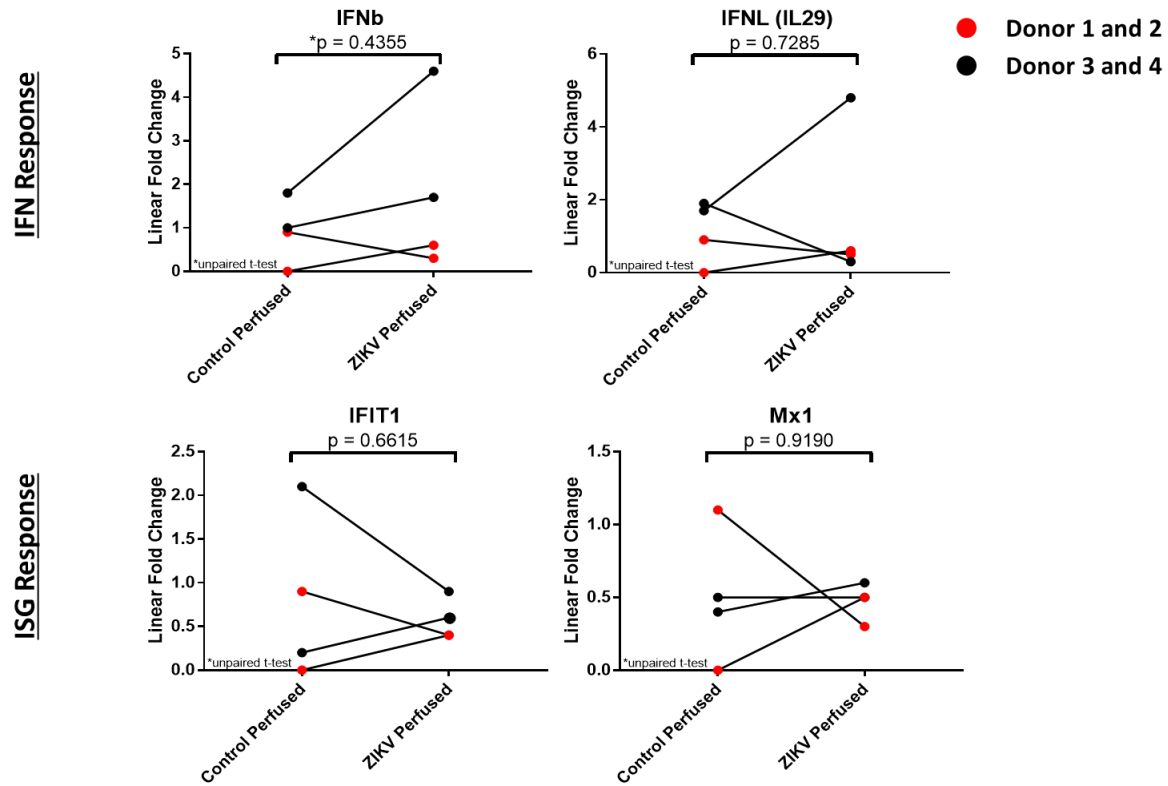 IFN Response
IFNb
*p = 0.4355
Linear Fold Change
5
4
3
2
1
0
*unpaired t-test
Control Perfused
ZIKV Perfused
IFNL (IL29)
p = 0.7285
Linear Fold Change
6
4
2
0
*unpaired t-test
Control Perfused
ZIKV Perfused
Donor 1 and 2
Donor 3 and 4
ISG Response
IFIT1
p = 0.6615
Linear Fold Change
2.5
2.0
1.5
1.0
0.5
0.0
*unpaired t-test
Control Perfused
ZIKV Perfused
Mx1
p = 0.9190
Linear Fold Change
1.5
1.0
0.5
0.0
*unpaired t-test
Control Perfused
ZIKV Perfused